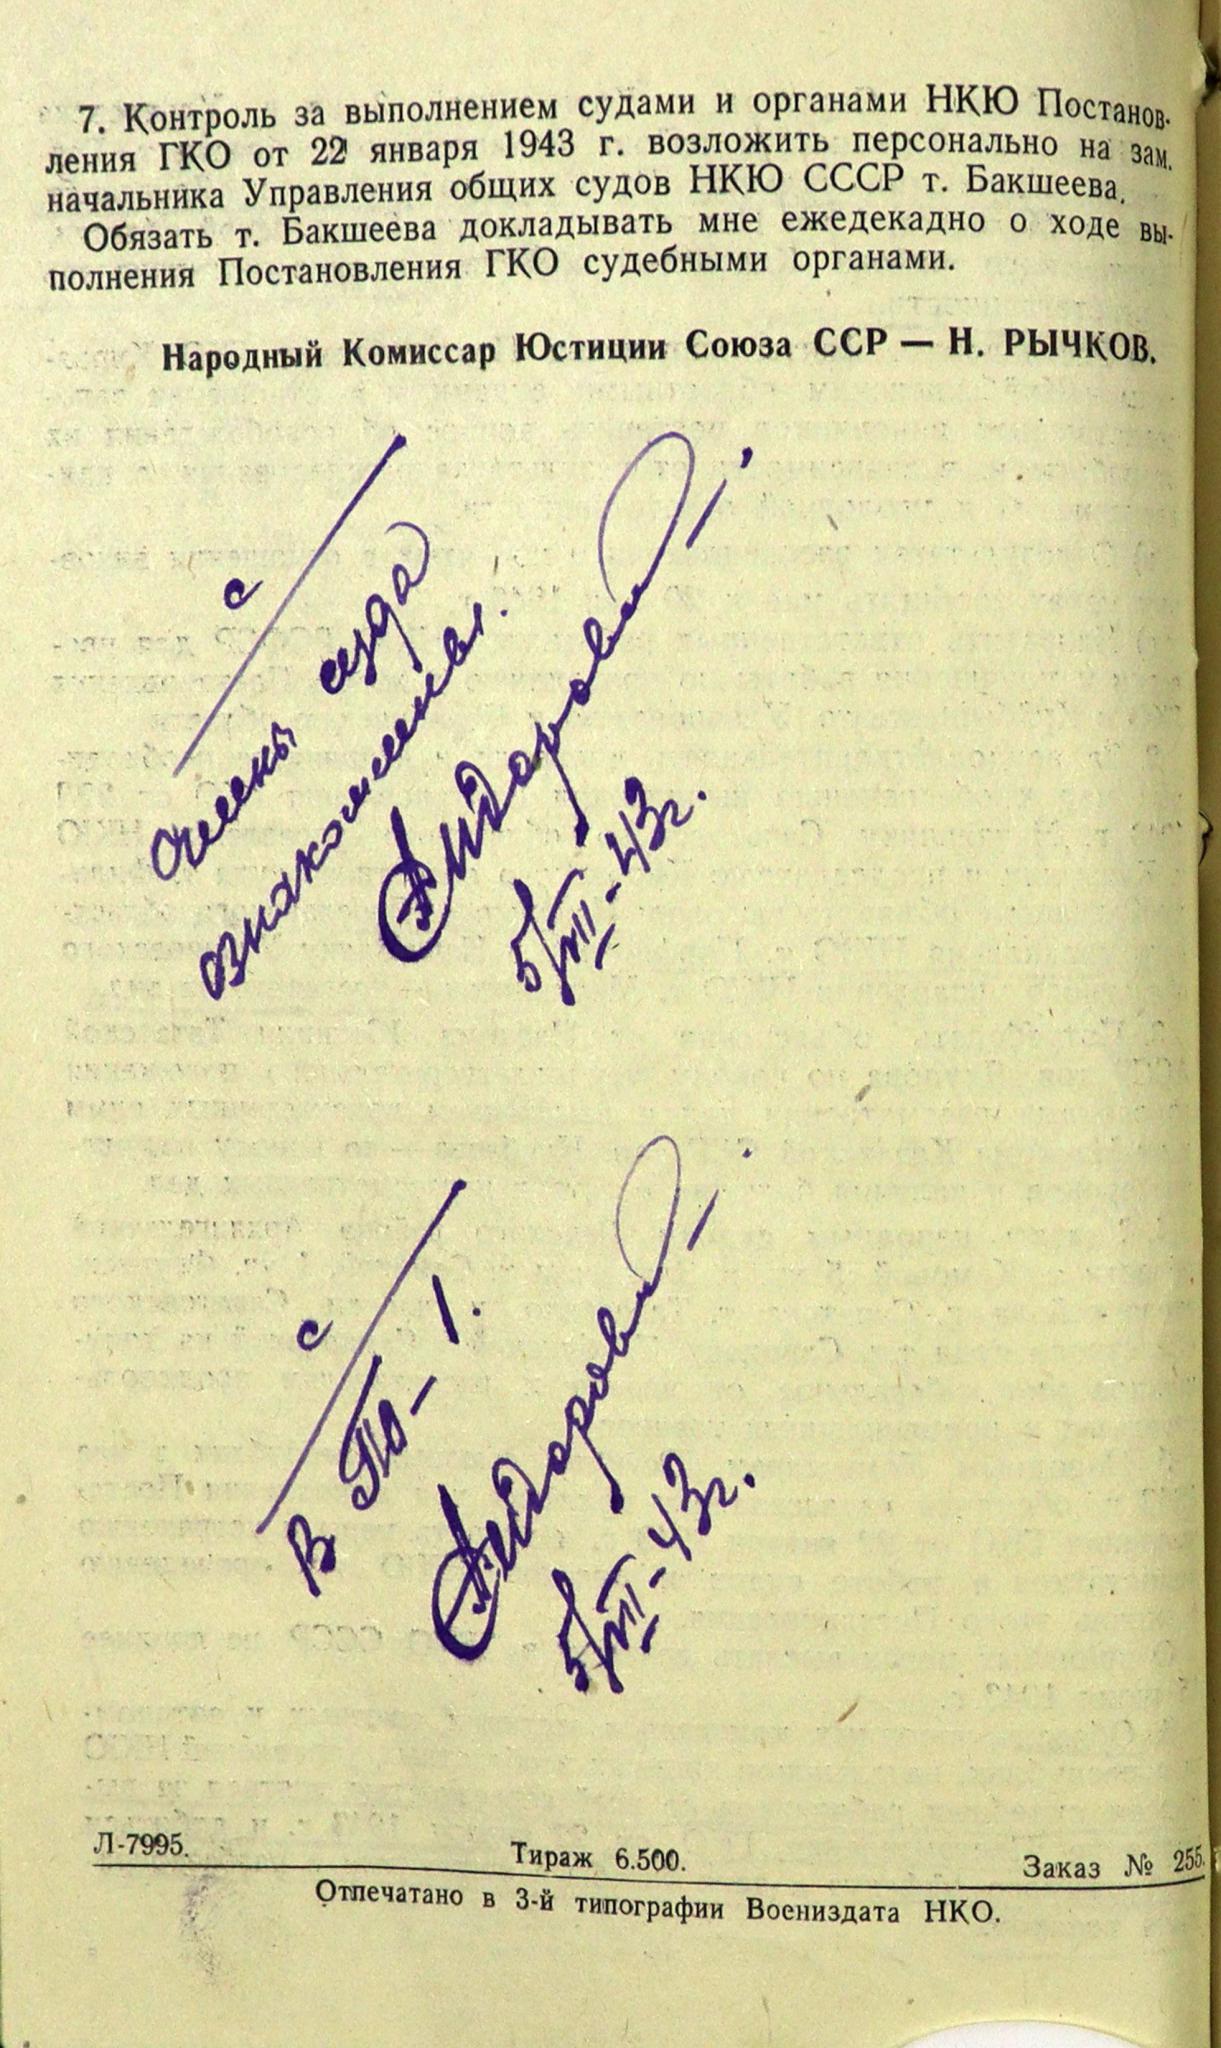 7. Контроль за выполнением судами и органами НКЮ Постанов-
ления ГКО от 22 января 1943 г. возложить персонально на зам.
начальника Управления общих судов НКЮ СССР т. Бакшеева.
Обязать т. Бакшеева докладывать мне ежедекадно о ходе вы-
полнения Постановления ГКО судебными органами.
Народный Комиссар Юстиции Союза ССР — Н. РЫЧКОВ.
с
суда
ознакомлены.
5/VII-43г.
с
В ПО-1.
5/VII-43г.
Л-7995. Тираж 6.500. Заказ № 255.
Отпечатано в 3-й типографии Воениздата НКО.